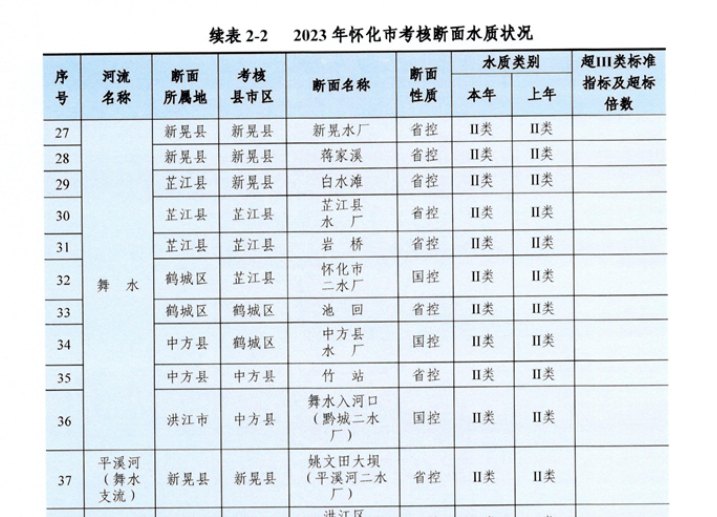 续表 2-2 2023 年怀化市考核断面水质状况
序号 河流名称 断面所属地 考核县市区 断面名称 断面性质 水质类别 本年 上年 超III类标准指标及超标倍数
27 舞 水 新晃县 新晃县 新晃水厂 省控 II类 II类
28 新晃县 新晃县 蒋家溪 省控 II类 II类
29 芷江县 新晃县 白水滩 省控 II类 II类
30 芷江县 芷江县 芷江县水 厂 省控 II类 II类
31 芷江县 芷江县 岩 桥 省控 II类 II类
32 鹤城区 芷江县 怀化市二水厂 国控 II类 II类
33 鹤城区 鹤城区 池 回 省控 II类 II类
34 中方县 鹤城区 中方县水 厂 国控 II类 II类
35 中方县 中方县 竹 站 省控 II类 II类
36 洪江市 中方县 舞水入河口（黔城二水厂） 国控 II类 II类
37 平溪河（舞水支流） 新晃县 新晃县 姚文田大坝（平溪河二水厂） 省控 II类 II类
洪江区